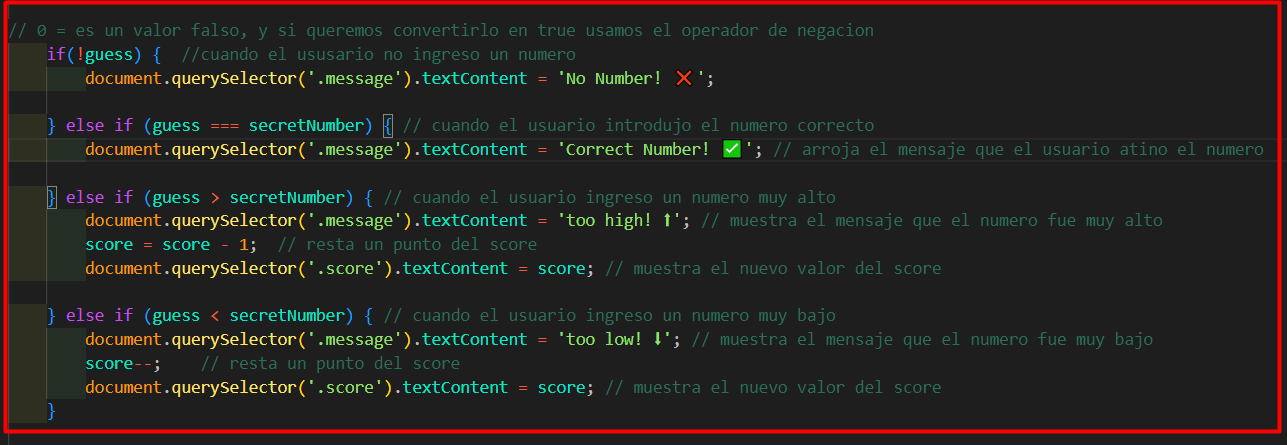 // 0 = es un valor falso, y si queremos convertirlo en true usamos el operador de negacion
if(!guess) {  //cuando el ususario no ingreso un numero
document.querySelector('.message').textContent = 'No Number! ❌';
} else if (guess === secretNumber) { // cuando el usuario introdujo el numero correcto
document.querySelector('.message').textContent = 'Correct Number! ✅'; // arroja el mensaje que el usuario atino el numero
} else if (guess > secretNumber) { // cuando el usuario ingreso un numero muy alto
document.querySelector('.message').textContent = 'too high! ⬆'; // muestra el mensaje que el numero fue muy alto
score = score - 1;  // resta un punto del score
document.querySelector('.score').textContent = score; // muestra el nuevo valor del score
} else if (guess < secretNumber) { // cuando el usuario ingreso un numero muy bajo
document.querySelector('.message').textContent = 'too low! ⬇'; // muestra el mensaje que el numero fue muy bajo
score--;    // resta un punto del score
document.querySelector('.score').textContent = score; // muestra el nuevo valor del score
}